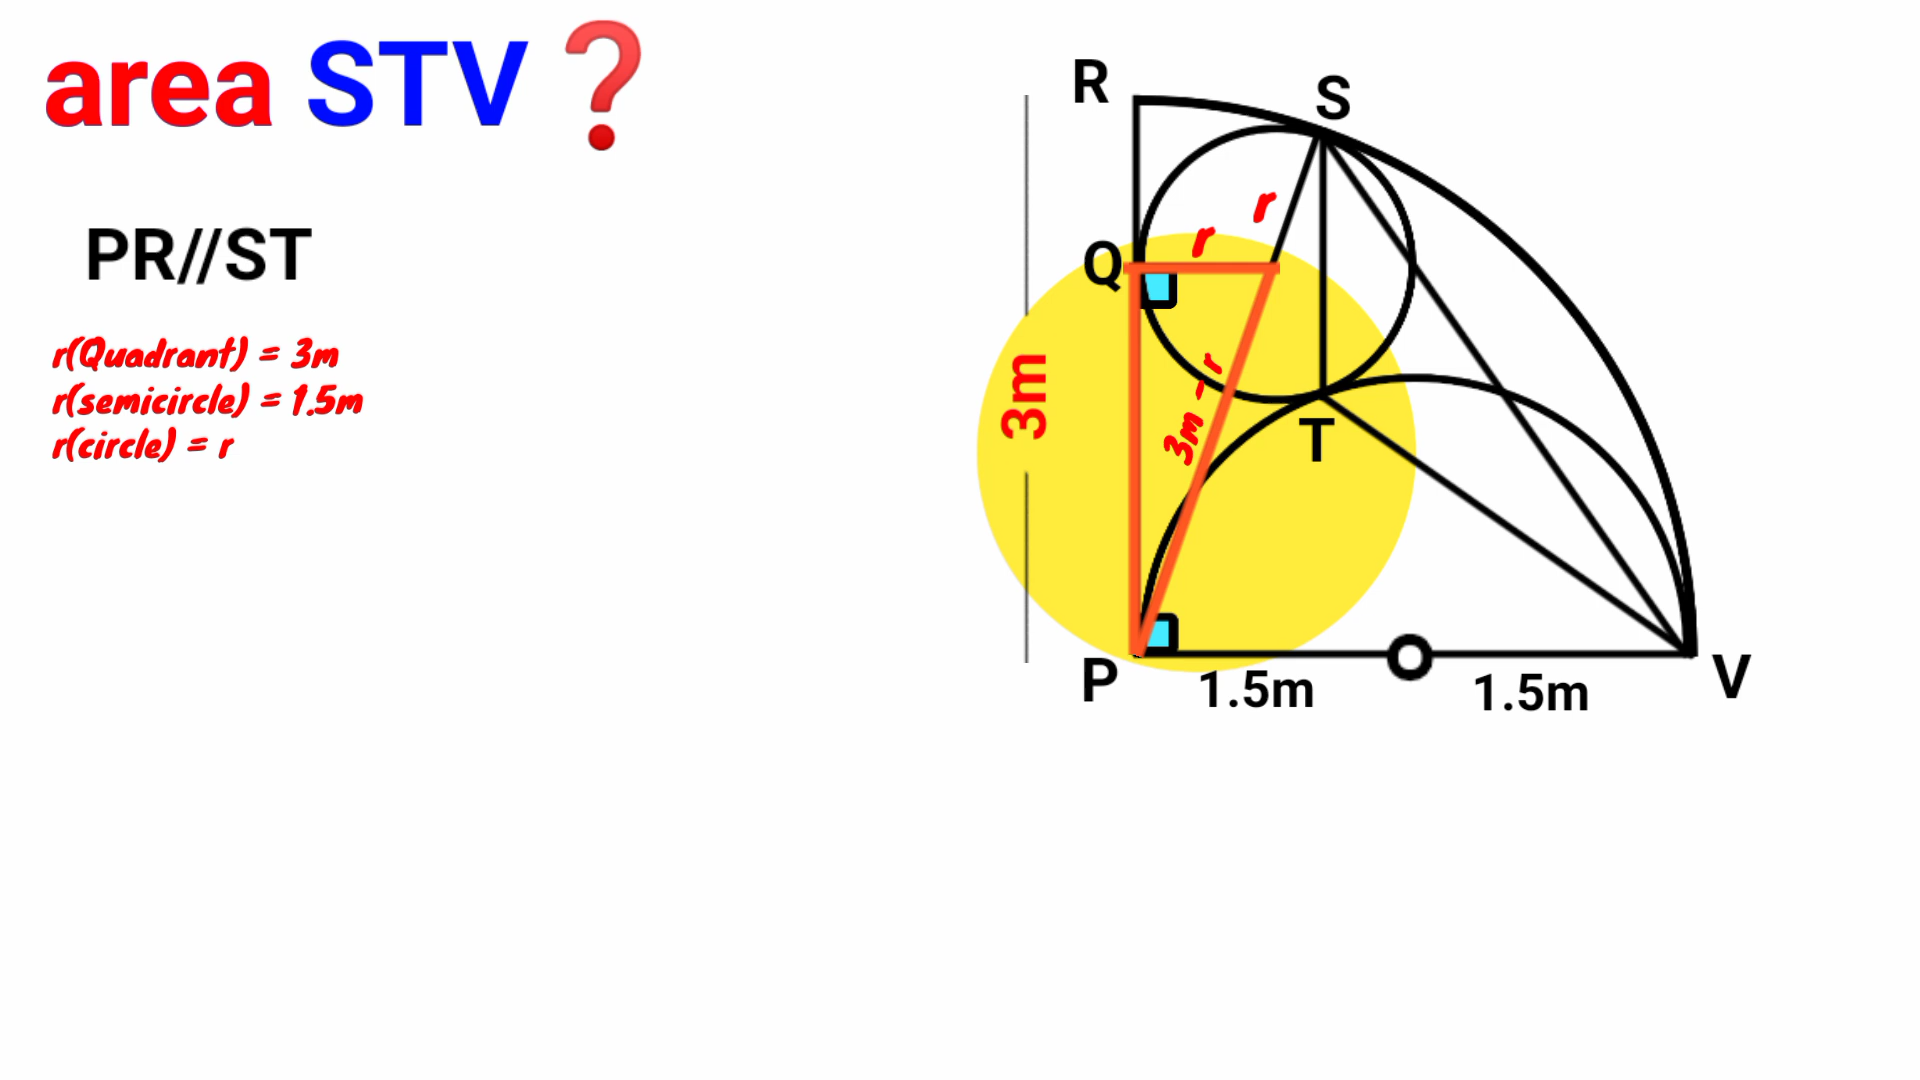 area STV ?
PR//ST
r(Quadrant) = 3m
r(semicircle) = 1.5m
r(circle) = r
R
S
r
r
Q
3m
3m - r
T
P
1.5m
1.5m
V